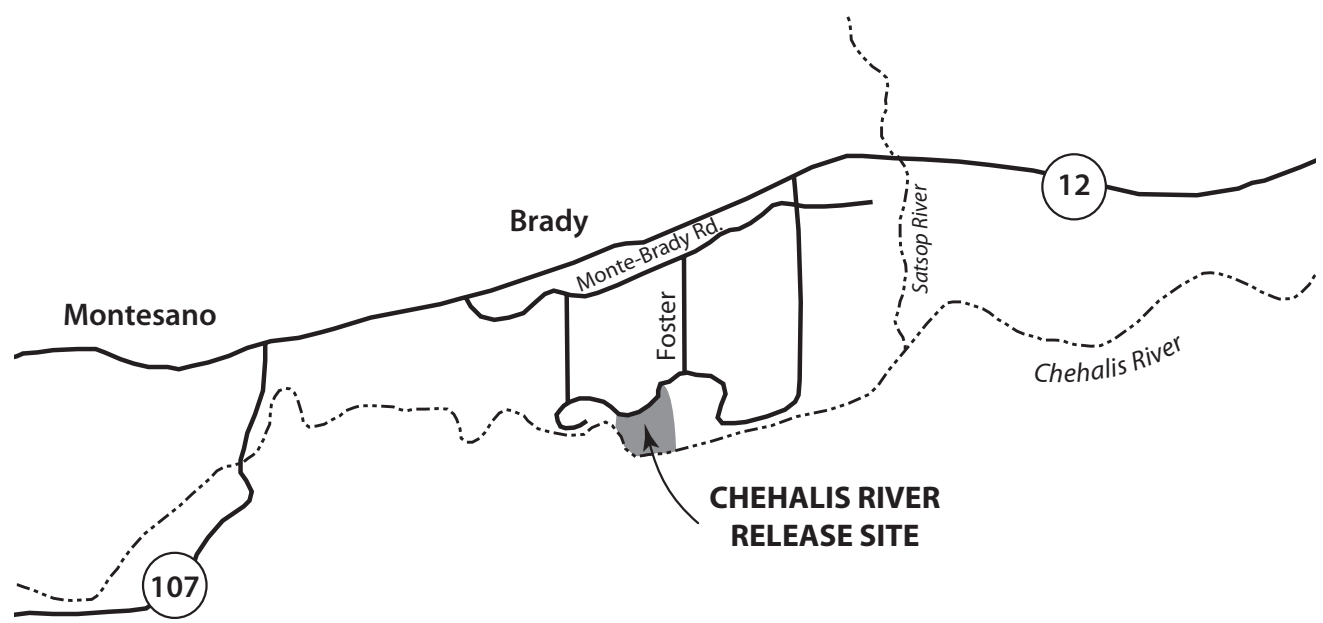 12
Satsop River
Brady
Monte-Brady Rd.
Montesano
Foster
Chehalis River
CHEHALIS RIVER
RELEASE SITE
107